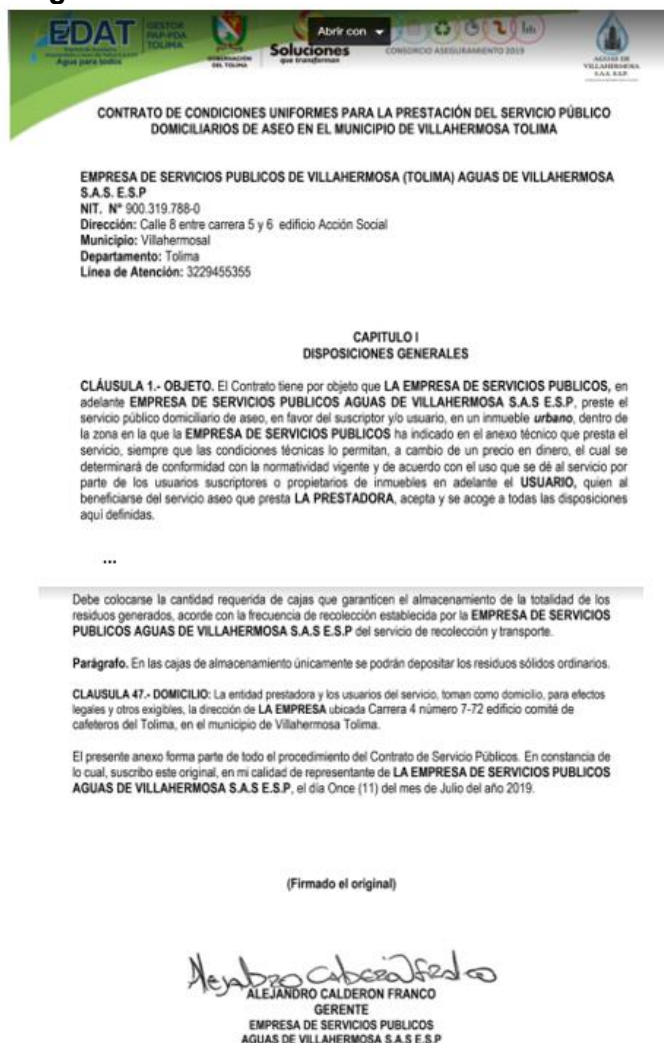 EDAT
Agua para todos
GESTOR
PAP-PDA
TOLIMA
GOBERNACIÓN
DEL TOLIMA
Soluciones
que transforman
Abrir con
CONSORCIO ASEGURAMIENTO 2019
AGUAS DE
VILLAHERMOSA
S.A.S. E.S.P.
CONTRATO DE CONDICIONES UNIFORMES PARA LA PRESTACIÓN DEL SERVICIO PÚBLICO
DOMICILIARIOS DE ASEO EN EL MUNICIPIO DE VILLAHERMOSA TOLIMA
EMPRESA DE SERVICIOS PUBLICOS DE VILLAHERMOSA (TOLIMA) AGUAS DE VILLAHERMOSA
S.A.S. E.S.P
NIT. N° 900.319.788-0
Dirección: Calle 8 entre carrera 5 y 6 edificio Acción Social
Municipio: Villahermosal
Departamento: Tolima
Línea de Atención: 3229455355
CAPITULO I
DISPOSICIONES GENERALES
CLÁUSULA 1.- OBJETO. El Contrato tiene por objeto que LA EMPRESA DE SERVICIOS PUBLICOS, en
adelante EMPRESA DE SERVICIOS PUBLICOS AGUAS DE VILLAHERMOSA S.A.S E.S.P, preste el
servicio público domiciliario de aseo, en favor del suscriptor y/o usuario, en un inmueble urbano, dentro de
la zona en la que la EMPRESA DE SERVICIOS PUBLICOS ha indicado en el anexo técnico que presta el
servicio, siempre que las condiciones técnicas lo permitan, a cambio de un precio en dinero, el cual se
determinará de conformidad con la normatividad vigente y de acuerdo con el uso que se dé al servicio por
parte de los usuarios suscriptores o propietarios de inmuebles en adelante el USUARIO, quien al
beneficiarse del servicio aseo que presta LA PRESTADORA, acepta y se acoge a todas las disposiciones
aquí definidas.
...
Debe colocarse la cantidad requerida de cajas que garanticen el almacenamiento de la totalidad de los
residuos generados, acorde con la frecuencia de recolección establecida por la EMPRESA DE SERVICIOS
PUBLICOS AGUAS DE VILLAHERMOSA S.A.S E.S.P del servicio de recolección y transporte.
Parágrafo. En las cajas de almacenamiento únicamente se podrán depositar los residuos sólidos ordinarios.
CLAUSULA 47.- DOMICILIO: La entidad prestadora y los usuarios del servicio, toman como domicilio, para efectos
legales y otros exigibles, la dirección de LA EMPRESA ubicada Carrera 4 número 7-72 edificio comité de
cafeteros del Tolima, en el municipio de Villahermosa Tolima.
El presente anexo forma parte de todo el procedimiento del Contrato de Servicio Públicos. En constancia de
lo cual, suscribo este original, en mi calidad de representante de LA EMPRESA DE SERVICIOS PUBLICOS
AGUAS DE VILLAHERMOSA S.A.S E.S.P, el día Once (11) del mes de Julio del año 2019.
(Firmado el original)
ALEJANDRO CALDERON FRANCO
GERENTE
EMPRESA DE SERVICIOS PUBLICOS
AGUAS DE VILLAHERMOSA S.A.S E.S.P